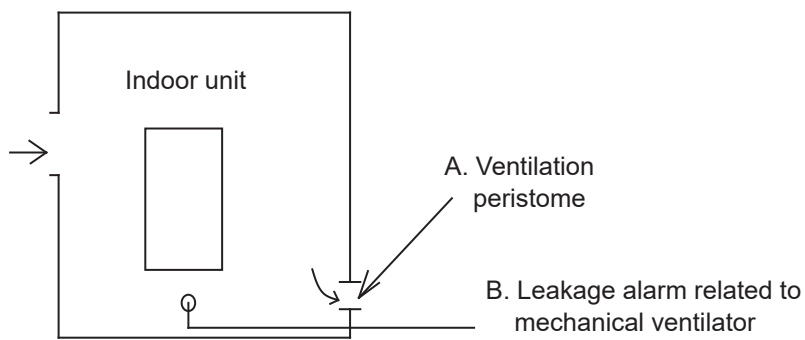 Indoor unit
A. Ventilation
peristome
B. Leakage alarm related to
mechanical ventilator